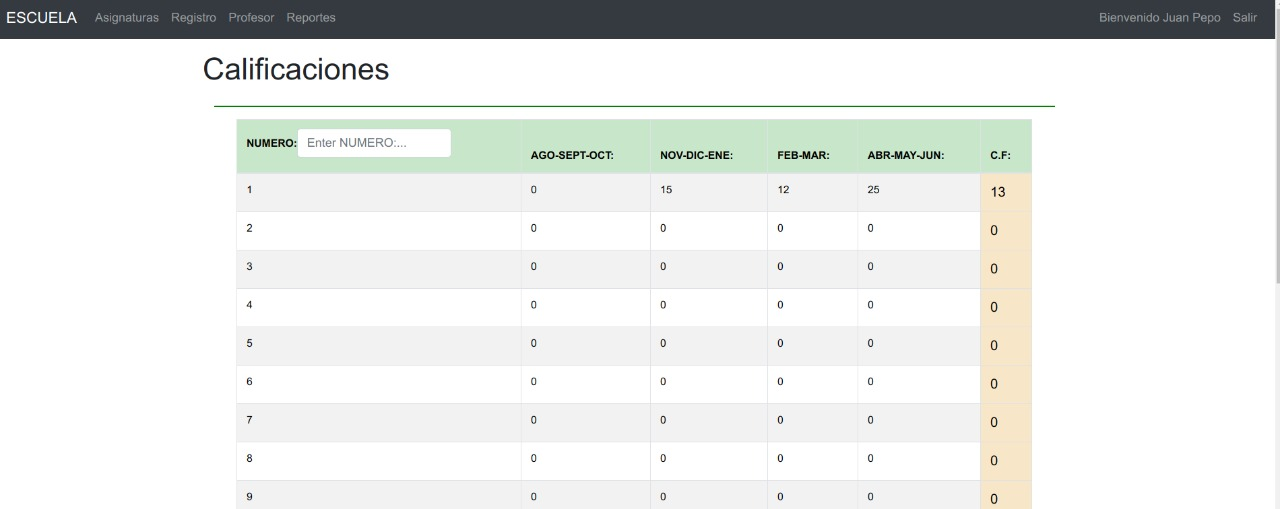 ESCUELA Asignaturas Registro Profesor Reportes Bienvenido Juan Pepo Salir
Calificaciones
NUMERO: Enter NUMERO:... AGO-SEPT-OCT: NOV-DIC-ENE: FEB-MAR: ABR-MAY-JUN: C.F:
1 0 15 12 25 13
2 0 0 0 0 0
3 0 0 0 0 0
4 0 0 0 0 0
5 0 0 0 0 0
6 0 0 0 0 0
7 0 0 0 0 0
8 0 0 0 0 0
9 0 0 0 0 0